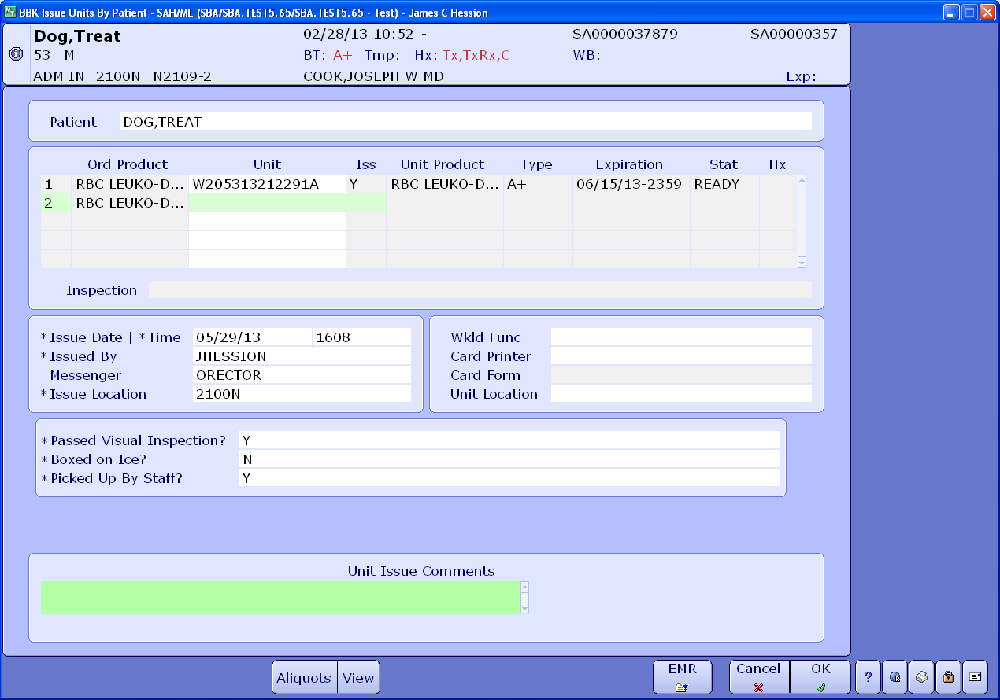 BBK Issue Units By Patient - SAH/ML (SBA/SBA.TEST5.65/SBA.TEST5.65 - Test) - James C Hession
Dog,Treat 02/28/13 10:52 - SA0000037879 SA00000357
53 M BT: A+ Tmp: Hx: Tx,TxRx,C WB:
ADM IN 2100N N2109-2 COOK,JOSEPH W MD Exp:
Patient DOG,TREAT
Ord Product Unit Iss Unit Product Type Expiration Stat Hx
1 RBC LEUKO-D... W205313212291A Y RBC LEUKO-D... A+ 06/15/13-2359 READY
2 RBC LEUKO-D...
Inspection
*Issue Date | *Time 05/29/13 1608
*Issued By JHESSION
Messenger ORECTOR
*Issue Location 2100N
Wkld Func
Card Printer
Card Form
Unit Location
*Passed Visual Inspection? Y
*Boxed on Ice? N
*Picked Up By Staff? Y
Unit Issue Comments
Aliquots View EMR Cancel OK ?